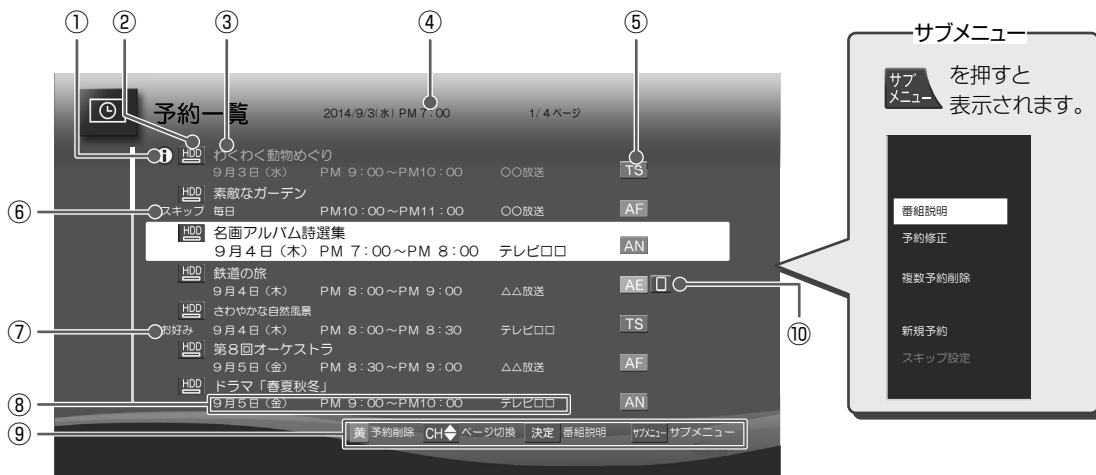 ① ② ③ ④ ⑤
予約一覧 2014/9/3(水) PM 7:00 1/4ページ
HDD わくわく動物めぐり
9月3日（水） PM 9:00～PM10:00 ○○放送 TS
HDD 素敵なガーデン
⑥ スキップ 毎日 PM10:00～PM11:00 ○○放送 AF
HDD 名画アルバム詩選集
9月4日（木） PM 7:00～PM 8:00 テレビ□□ AN
HDD 鉄道の旅
9月4日（木） PM 8:00～PM 9:00 △△放送 AE ⑩
HDD さわやかな自然風景
⑦ お好み 9月4日（木） PM 8:00～PM 8:30 テレビ□□ TS
HDD 第8回オーケストラ
9月5日（金） PM 8:30～PM 9:00 △△放送 AF
HDD ドラマ「春夏秋冬」
⑧ 9月5日（金） PM 9:00～PM10:00 テレビ□□ AN
⑨ 黄 予約削除 CH ページ切換 決定 番組説明 サブメニュー サブメニュー
サブメニュー
サブメニュー を押すと
表示されます。
番組説明
予約修正
複数予約削除
新規予約
スキップ設定